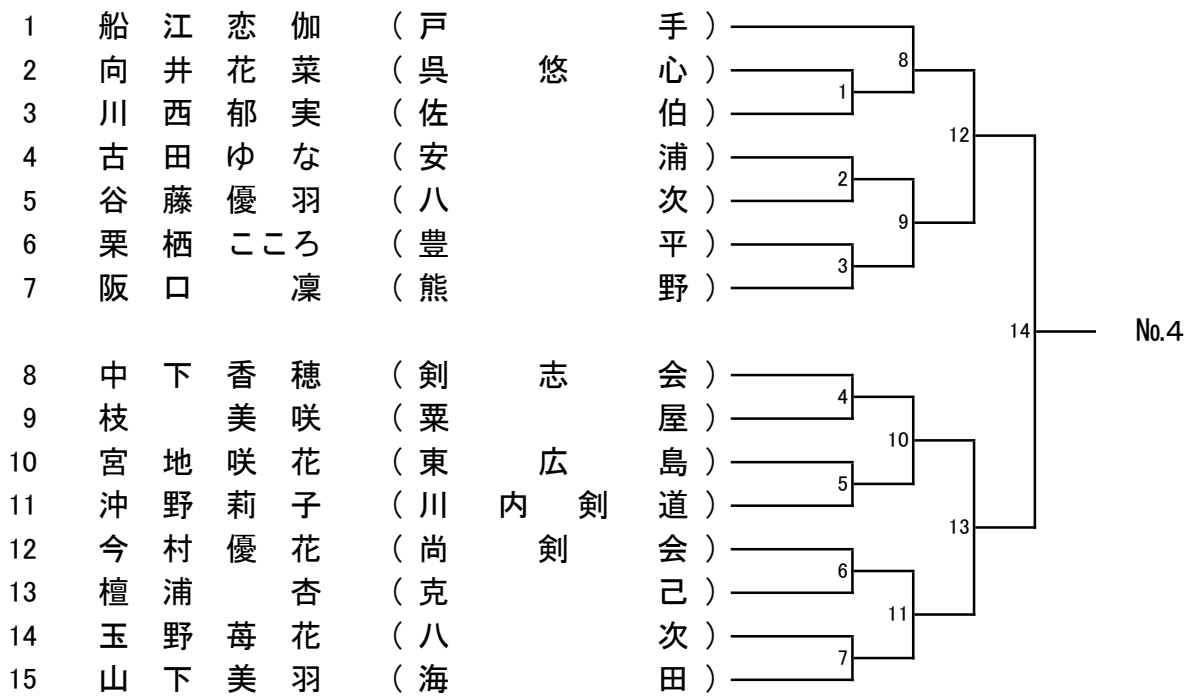 1 船江恋伽 （戸手） 
8
2 向井花菜 （呉悠心）
1
3 川西郁実 （佐伯）
12
4 古田ゆな （安浦）
2
5 谷藤優羽 （八次）
9
6 栗栖こころ （豊平）
3
7 阪口凜 （熊野）
14 №4
8 中下香穂 （剣志会）
4
9 枝美咲 （粟屋）
10
10 宮地咲花 （東広島）
5
11 沖野莉子 （川内剣道）
13
12 今村優花 （尚剣会）
6
13 檀浦杏 （克己）
11
14 玉野苺花 （八次）
7
15 山下美羽 （海田）